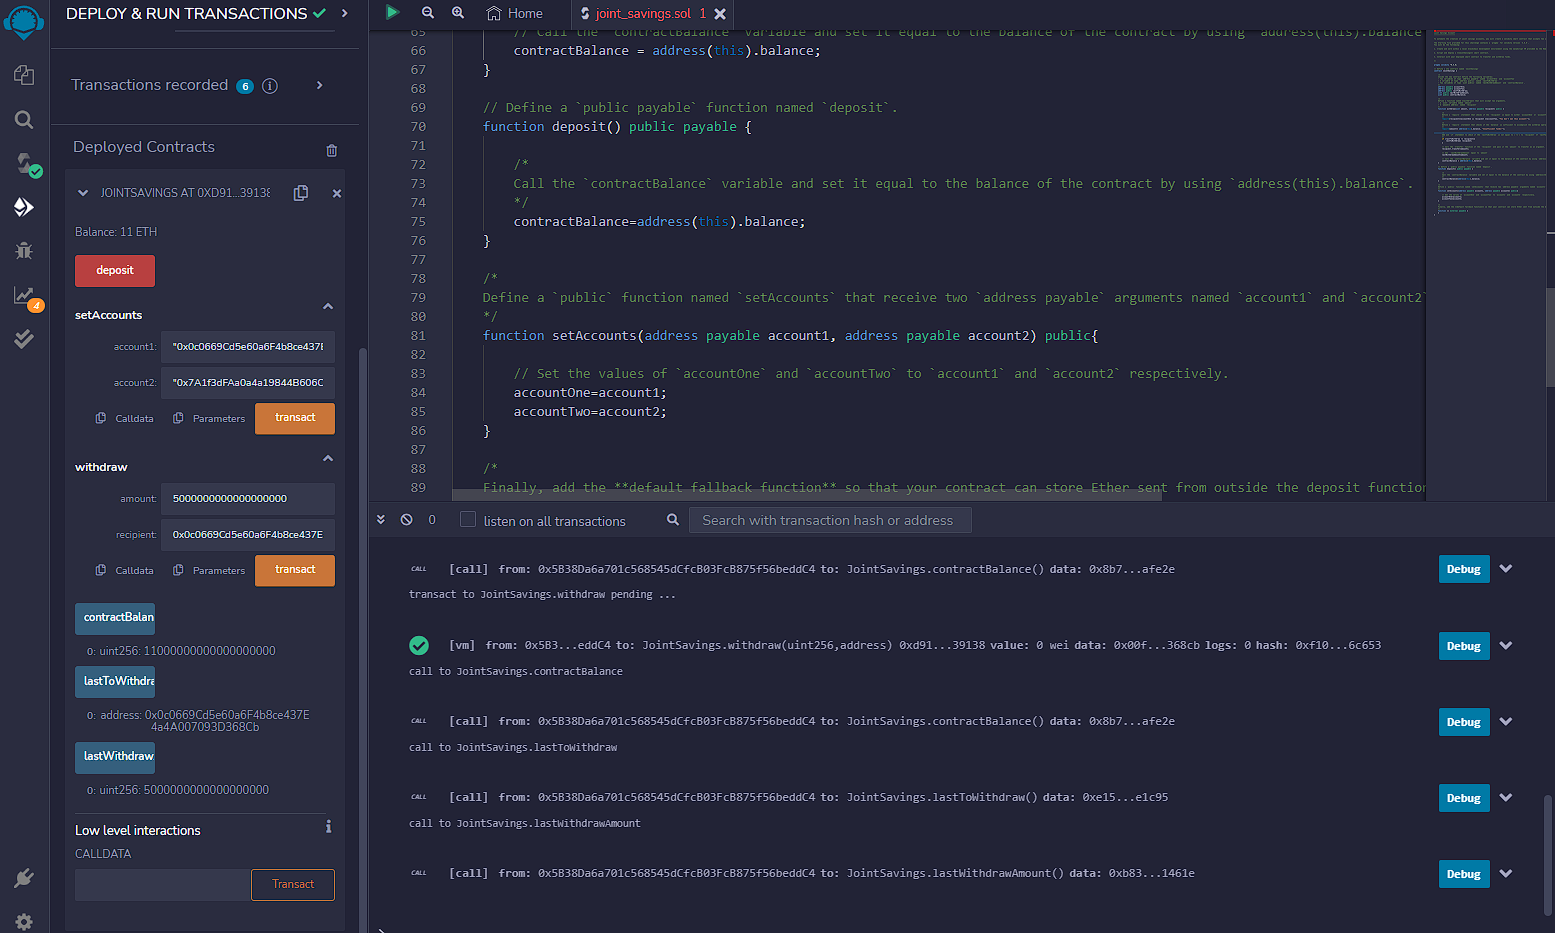 DEPLOY & RUN TRANSACTIONS
Transactions recorded 6 i
Deployed Contracts
JOINTSAVINGS AT 0XD91...39138
Balance: 11 ETH
deposit
setAccounts
account1: "0x0c0669Cd5e60a6F4b8ce437E
account2: "0x7A1f3dFAa0a4a19844B606C
Calldata Parameters transact
withdraw
amount: 5000000000000000000
recipient: 0x0c0669Cd5e60a6F4b8ce437E
Calldata Parameters transact
contractBalan
0: uint256: 11000000000000000000
lastToWithdra
0: address: 0x0c0669Cd5e60a6F4b8ce437E
4a4A007093D368Cb
lastWithdraw
0: uint256: 5000000000000000000
Low level interactions i
CALLDATA
Transact
4
Home joint_savings.sol 1
65 // Call the `contractBalance` variable and set it equal to the balance of the contract by using `address(this).balance
66 contractBalance = address(this).balance;
67 }
68
69 // Define a `public payable` function named `deposit`.
70 function deposit() public payable {
71
72 /*
73 Call the `contractBalance` variable and set it equal to the balance of the contract by using `address(this).balance`.
74 */
75 contractBalance=address(this).balance;
76 }
77
78 /*
79 Define a `public` function named `setAccounts` that receive two `address payable` arguments named `account1` and `account2`
80 */
81 function setAccounts(address payable account1, address payable account2) public{
82
83 // Set the values of `accountOne` and `accountTwo` to `account1` and `account2` respectively.
84 accountOne=account1;
85 accountTwo=account2;
86 }
87
88 /*
89 Finally, add the **default fallback function** so that your contract can store Ether sent from outside the deposit function
0 listen on all transactions Search with transaction hash or address
CALL [call] from: 0x5B38Da6a701c568545dCfcB03FcB875f56beddC4 to: JointSavings.contractBalance() data: 0x8b7...afe2e Debug
transact to JointSavings.withdraw pending ...
[vm] from: 0x5B3...eddC4 to: JointSavings.withdraw(uint256,address) 0xd91...39138 value: 0 wei data: 0x00f...368cb logs: 0 hash: 0xf10...6c653 Debug
call to JointSavings.contractBalance
CALL [call] from: 0x5B38Da6a701c568545dCfcB03FcB875f56beddC4 to: JointSavings.contractBalance() data: 0x8b7...afe2e Debug
call to JointSavings.lastToWithdraw
CALL [call] from: 0x5B38Da6a701c568545dCfcB03FcB875f56beddC4 to: JointSavings.lastToWithdraw() data: 0xe15...e1c95 Debug
call to JointSavings.lastWithdrawAmount
CALL [call] from: 0x5B38Da6a701c568545dCfcB03FcB875f56beddC4 to: JointSavings.lastWithdrawAmount() data: 0xb83...1461e Debug